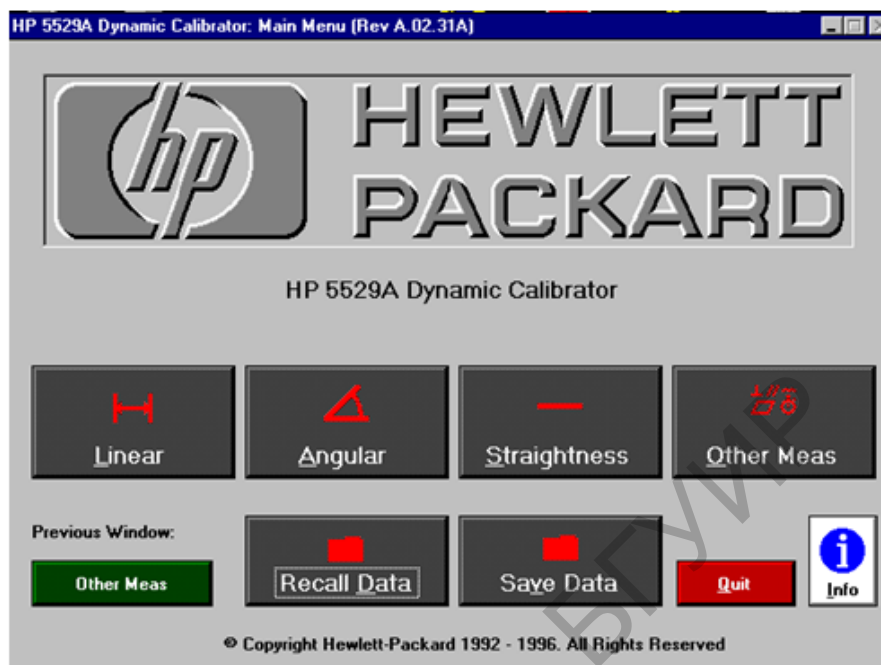 HP 5529A Dynamic Calibrator: Main Menu (Rev A.02.31A)
hp
HEWLETT
PACKARD
HP 5529A Dynamic Calibrator
Linear
Angular
Straightness
Other Meas
Previous Window:
Other Meas
Recall Data
Save Data
Quit
i
Info
© Copyright Hewlett-Packard 1992 - 1996. All Rights Reserved
БГУИР